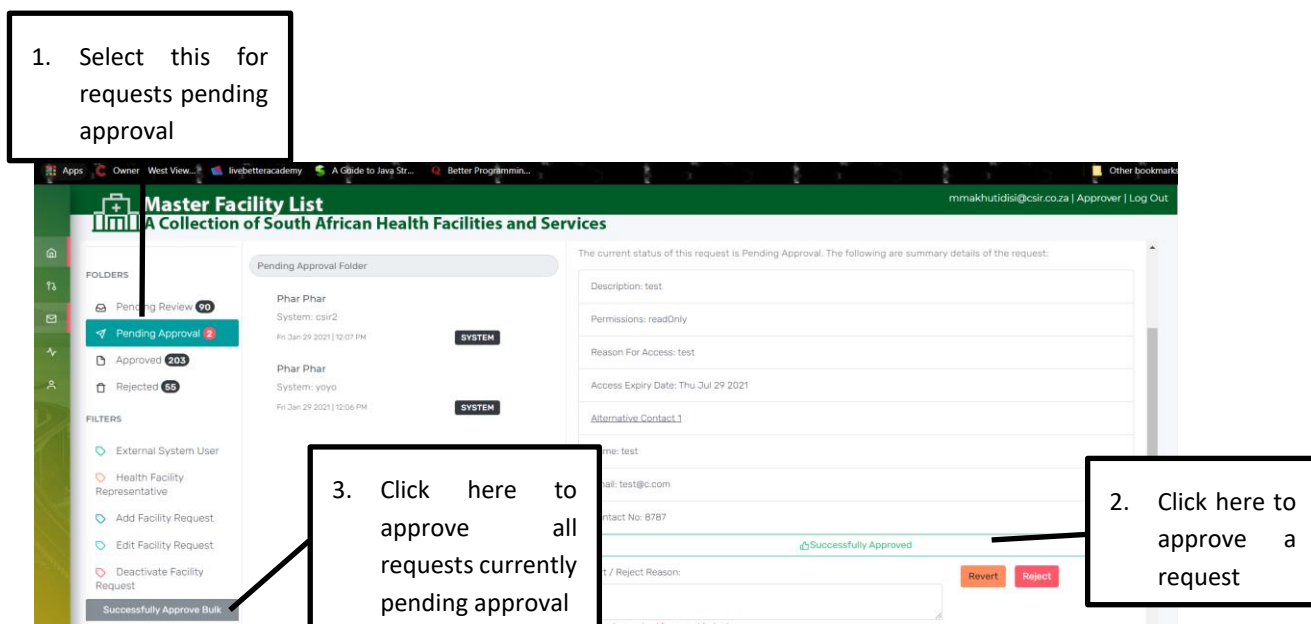 1. Select this for
requests pending
approval
Apps
Owner West View...
livebetteracademy
A Guide to Java Str...
Better Programmin...
Other bookmarks
Master Facility List
A Collection of South African Health Facilities and Services
mmakhutidisi@csir.co.za | Approver | Log Out
FOLDERS
Pending Review 90
Pending Approval 2
Approved 203
Rejected 55
FILTERS
External System User
Health Facility
Representative
Add Facility Request
Edit Facility Request
Deactivate Facility
Request
Successfully Approve Bulk
Pending Approval Folder
Phar Phar
System: csir2
Fri Jan 29 2021 | 12:07 PM
SYSTEM
Phar Phar
System: yoyo
Fri Jan 29 2021 | 12:06 PM
SYSTEM
3. Click here to
approve all
requests currently
pending approval
The current status of this request is Pending Approval. The following are summary details of the request:
Description: test
Permissions: readOnly
Reason For Access: test
Access Expiry Date: Thu Jul 29 2021
Alternative Contact 1
me: test
ail: test@c.com
ntact No: 8787
Successfully Approved
t / Reject Reason:
Revert
Reject
2. Click here to
approve a
request